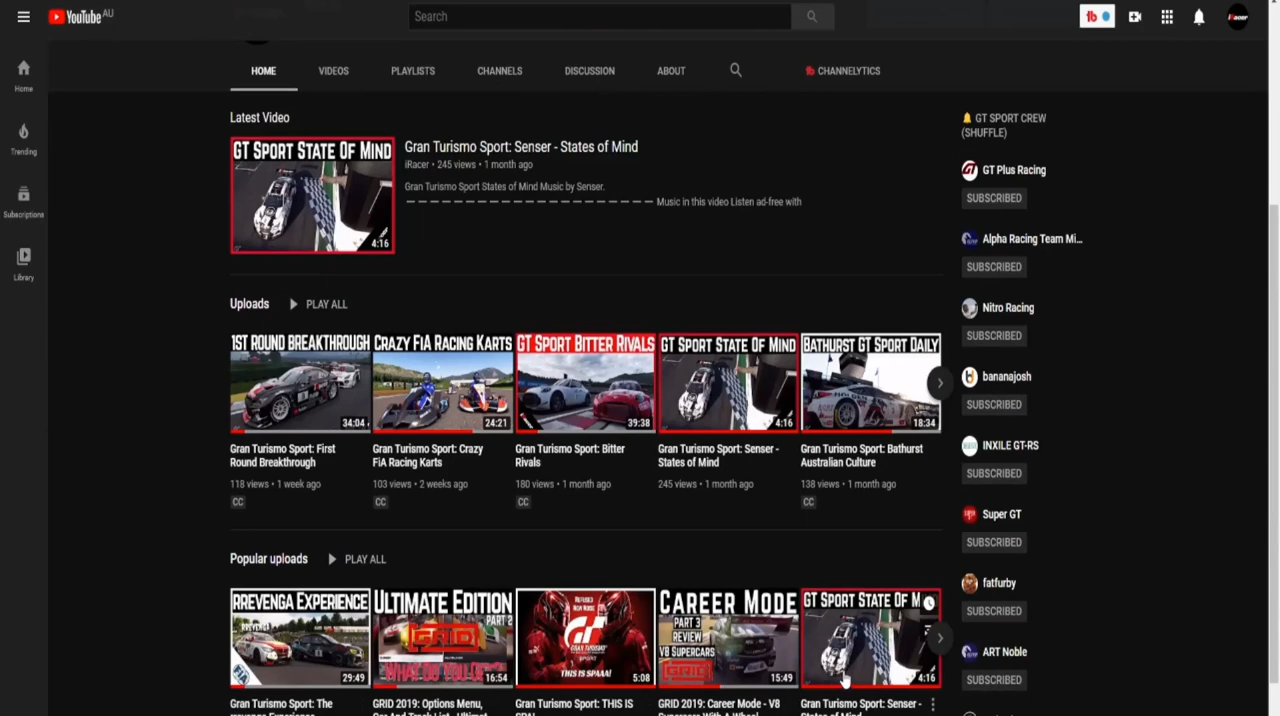 YouTube AU
Search
HOME
VIDEOS
PLAYLISTS
CHANNELS
DISCUSSION
ABOUT
CHANNELYTICS
Home
Trending
Subscriptions
Library
Latest Video
GT SPORT STATE OF MIND
4:16
Gran Turismo Sport: Senser - States of Mind
iRacer • 245 views • 1 month ago
Gran Turismo Sport States of Mind Music by Senser.
Music in this video Listen ad-free with
Uploads
PLAY ALL
1ST ROUND BREAKTHROUGH
34:04
Gran Turismo Sport: First
Round Breakthrough
118 views • 1 week ago
CC
CRAZY FIA RACING KARTS
24:21
Gran Turismo Sport: Crazy
FiA Racing Karts
103 views • 2 weeks ago
CC
GT SPORT BITTER RIVALS
39:38
Gran Turismo Sport: Bitter
Rivals
180 views • 1 month ago
CC
GT SPORT STATE OF MIND
4:16
Gran Turismo Sport: Senser -
States of Mind
245 views • 1 month ago
BATHURST GT SPORT DAILY
18:34
Gran Turismo Sport: Bathurst
Australian Culture
138 views • 1 month ago
CC
Popular uploads
PLAY ALL
RREVENGA EXPERIENCE
29:49
Gran Turismo Sport: The
ULTIMATE EDITION
PART 2
GRID
16:54
GRID 2019: Options Menu,
GRAN TURISMO
THIS IS SPAAA!
5:08
Gran Turismo Sport: THIS IS
CAREER MODE
PART 3
REVIEW
V8 SUPERCARS
GRID
15:49
GRID 2019: Career Mode - V8
GT SPORT STATE OF M
4:16
Gran Turismo Sport: Senser -
GT SPORT CREW
(SHUFFLE)
GT Plus Racing
SUBSCRIBED
Alpha Racing Team Mi...
SUBSCRIBED
Nitro Racing
SUBSCRIBED
bananajosh
SUBSCRIBED
INXILE GT-RS
SUBSCRIBED
Super GT
SUBSCRIBED
fatfurby
SUBSCRIBED
ART Noble
SUBSCRIBED